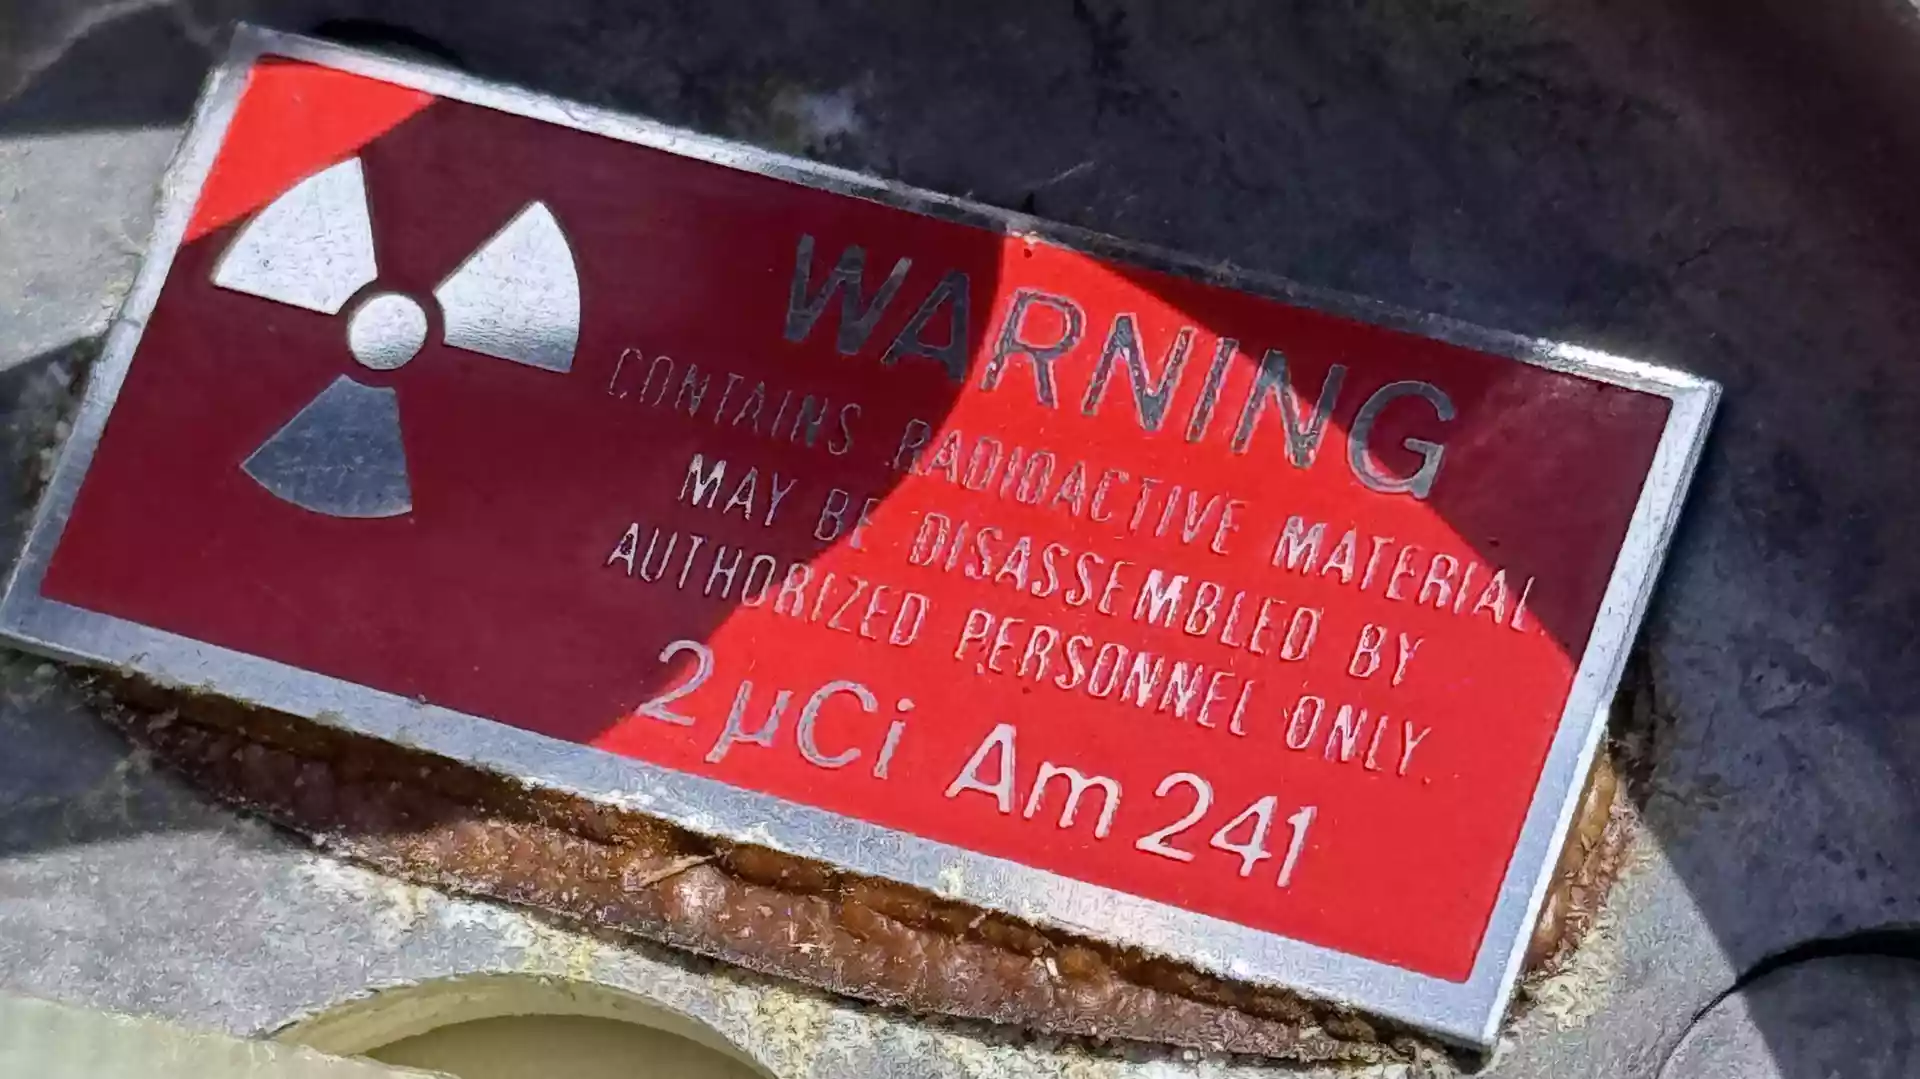 WARNING
CONTAINS RADIOACTIVE MATERIAL.
MAY BE DISASSEMBLED BY
AUTHORIZED PERSONNEL ONLY.
2 µCi Am 241